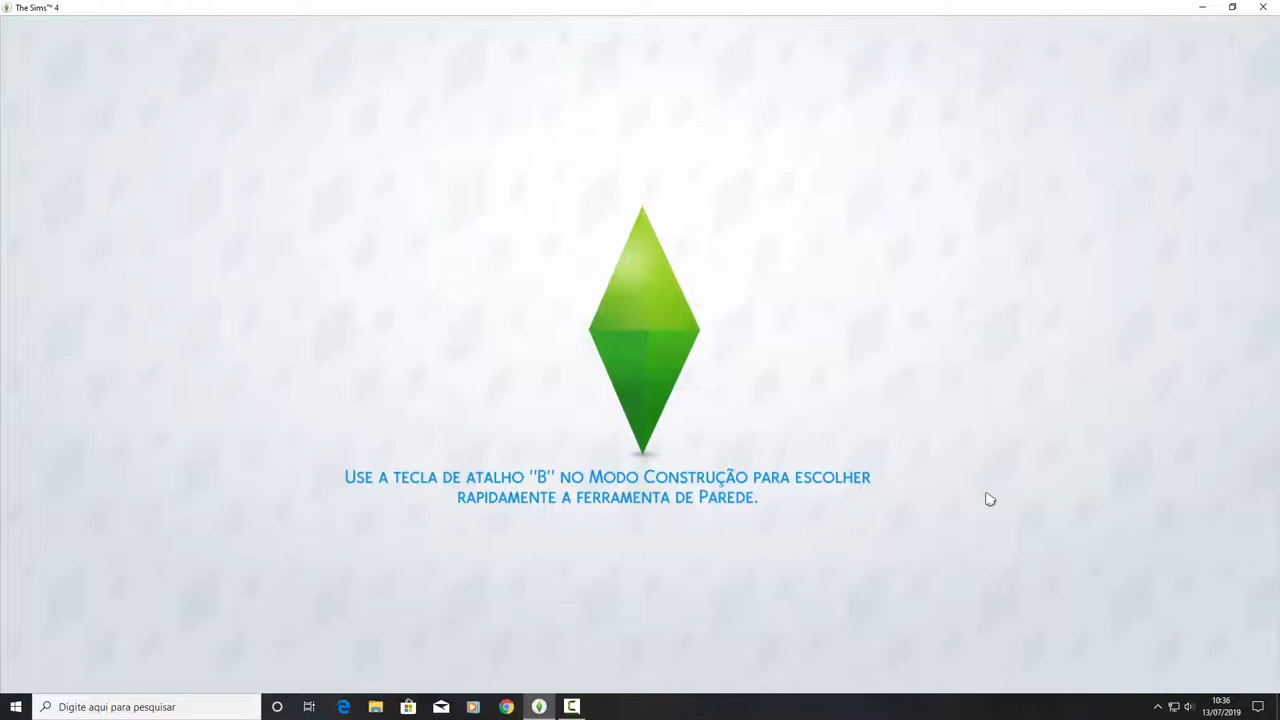 The Sims™ 4
Use a tecla de atalho "B" no Modo Construção para escolher
rapidamente a ferramenta de Parede.
Digite aqui para pesquisar
10:36
13/07/2019